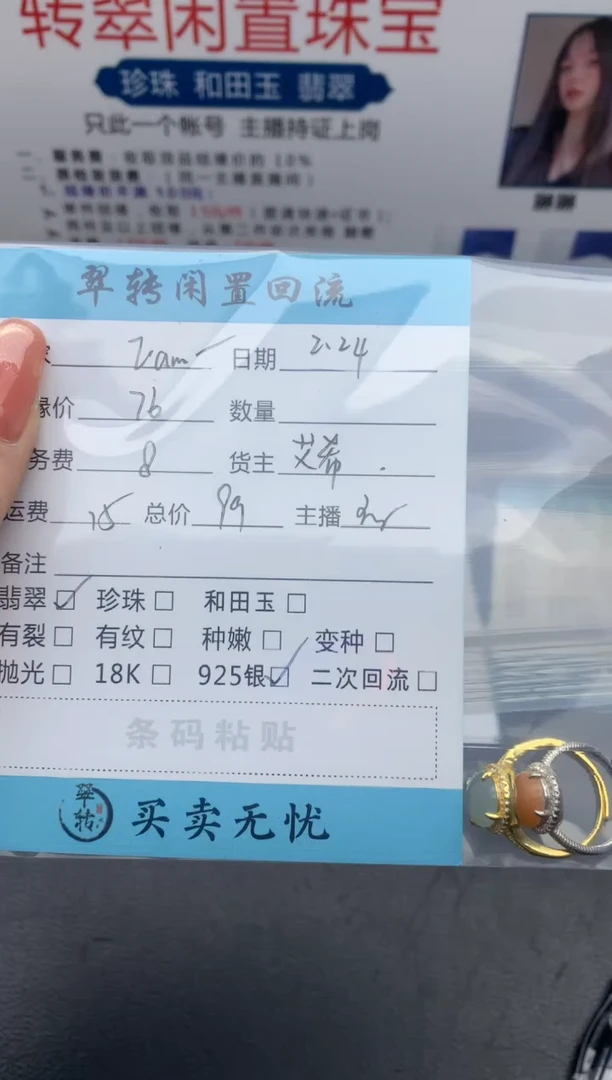 转翠闲置珠宝
珍珠 和田玉 翡翠
只此一个帐号 主播持证上岗
翠转闲置回流
日期 2.24
缘价 76 数量
务费 8 货主 艾希.
运费 15 总价 99 主播
备注
翡翠☑ 珍珠□ 和田玉□
有裂□ 有纹□ 种嫩□ 变种□
抛光□ 18K□ 925银☑ 二次回流□
条码粘贴
翠转 买卖无忧